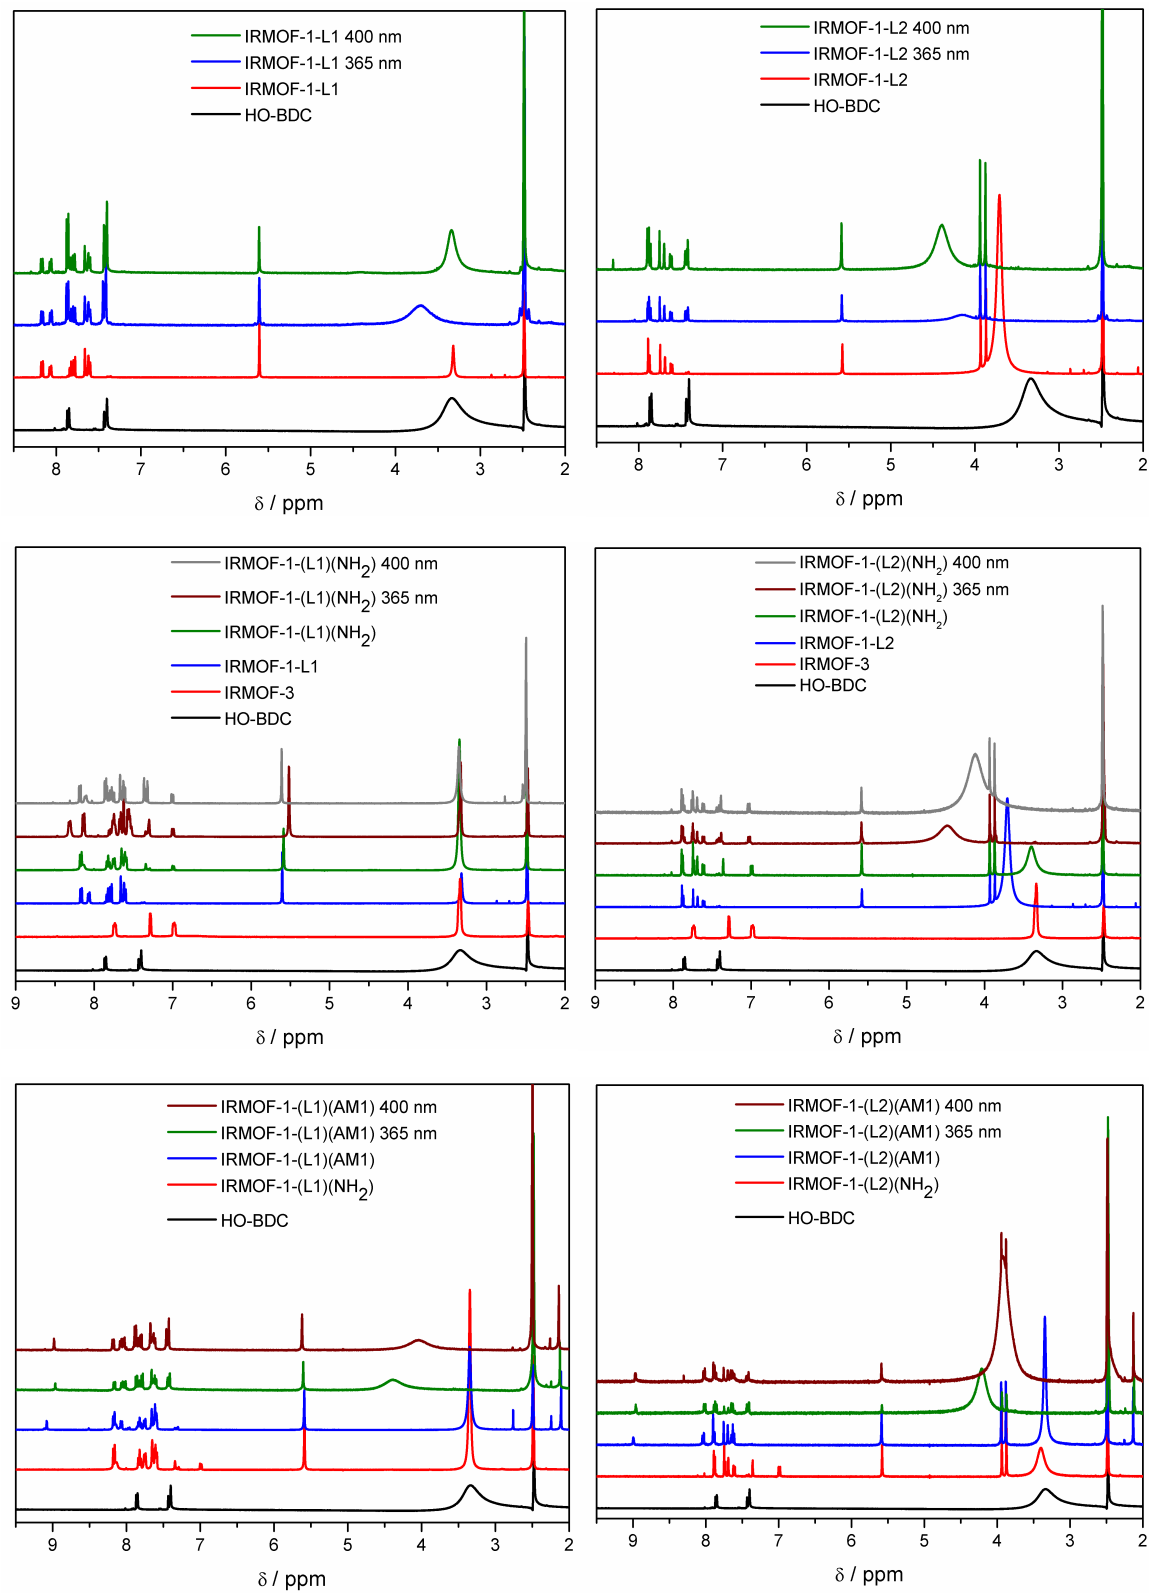 IRMOF-1-L1 400 nm
IRMOF-1-L1 365 nm
IRMOF-1-L1
HO-BDC
8 7 6 5 4 3 2
δ / ppm
IRMOF-1-L2 400 nm
IRMOF-1-L2 365 nm
IRMOF-1-L2
HO-BDC
8 7 6 5 4 3 2
δ / ppm
IRMOF-1-(L1)(NH2) 400 nm
IRMOF-1-(L1)(NH2) 365 nm
IRMOF-1-(L1)(NH2)
IRMOF-1-L1
IRMOF-3
HO-BDC
9 8 7 6 5 4 3 2
δ / ppm
IRMOF-1-(L2)(NH2) 400 nm
IRMOF-1-(L2)(NH2) 365 nm
IRMOF-1-(L2)(NH2)
IRMOF-1-L2
IRMOF-3
HO-BDC
9 8 7 6 5 4 3 2
δ / ppm
IRMOF-1-(L1)(AM1) 400 nm
IRMOF-1-(L1)(AM1) 365 nm
IRMOF-1-(L1)(AM1)
IRMOF-1-(L1)(NH2)
HO-BDC
9 8 7 6 5 4 3 2
δ / ppm
IRMOF-1-(L2)(AM1) 400 nm
IRMOF-1-(L2)(AM1) 365 nm
IRMOF-1-(L2)(AM1)
IRMOF-1-(L2)(NH2)
HO-BDC
9 8 7 6 5 4 3 2
δ / ppm